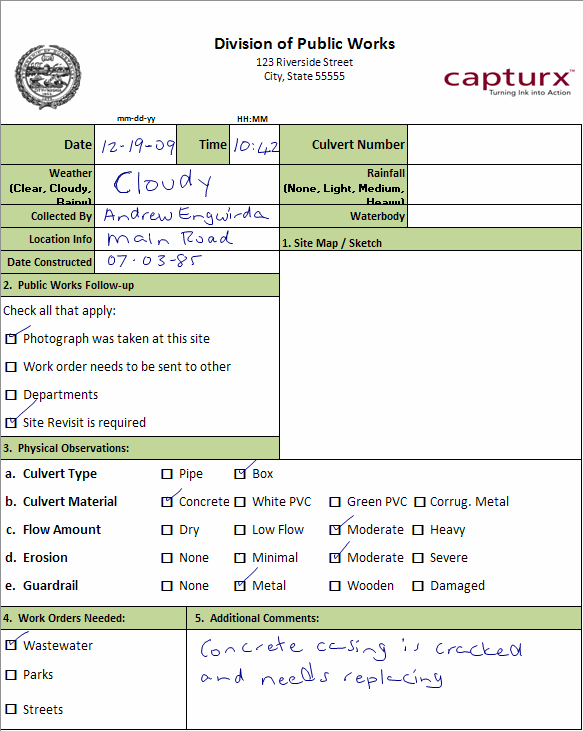 Division of Public Works
123 Riverside Street
City, State 55555
capturx™
Turning Ink into Action
mm-dd-yy HH:MM
Date 12-19-09 Time 10:42 Culvert Number
Weather (Clear, Cloudy, Rainy) Cloudy Rainfall (None, Light, Medium, Heavy)
Collected By Andrew Engwirda Waterbody
Location Info Main Road 1. Site Map / Sketch
Date Constructed 07-03-85
2. Public Works Follow-up
Check all that apply:
Photograph was taken at this site
Work order needs to be sent to other
Departments
Site Revisit is required
3. Physical Observations:
a. Culvert Type Pipe Box
b. Culvert Material Concrete White PVC Green PVC Corrug. Metal
c. Flow Amount Dry Low Flow Moderate Heavy
d. Erosion None Minimal Moderate Severe
e. Guardrail None Metal Wooden Damaged
4. Work Orders Needed: 5. Additional Comments:
Wastewater
Parks
Streets
Concrete casing is cracked
and needs replacing